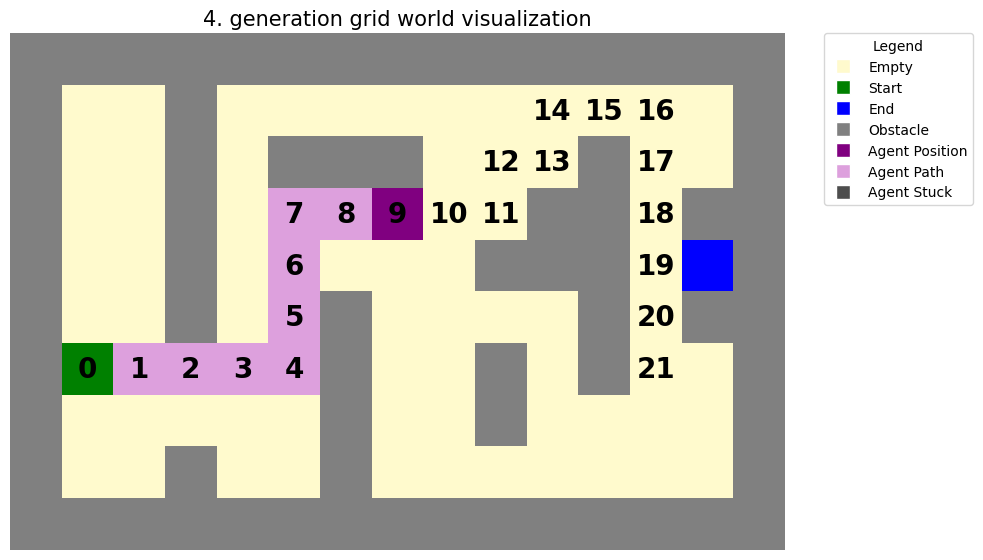 4. generation grid world visualization
Legend
Empty
Start
End
Obstacle
Agent Position
Agent Path
Agent Stuck
14 15 16
12 13 17
7 8 9 10 11 18
6 19
5 20
0 1 2 3 4 21